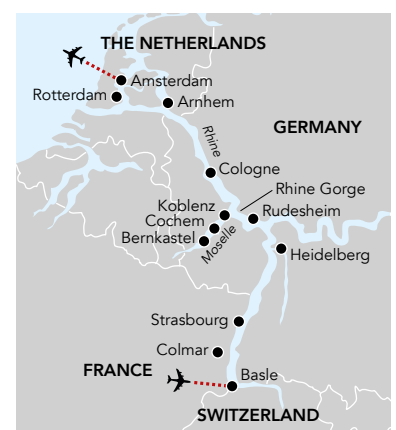 THE NETHERLANDS
Amsterdam
Rotterdam
Arnhem
GERMANY
Rhine
Cologne
Rhine Gorge
Koblenz
Rudesheim
Cochem
Bernkastel
Moselle
Heidelberg
Strasbourg
Colmar
FRANCE
Basle
SWITZERLAND